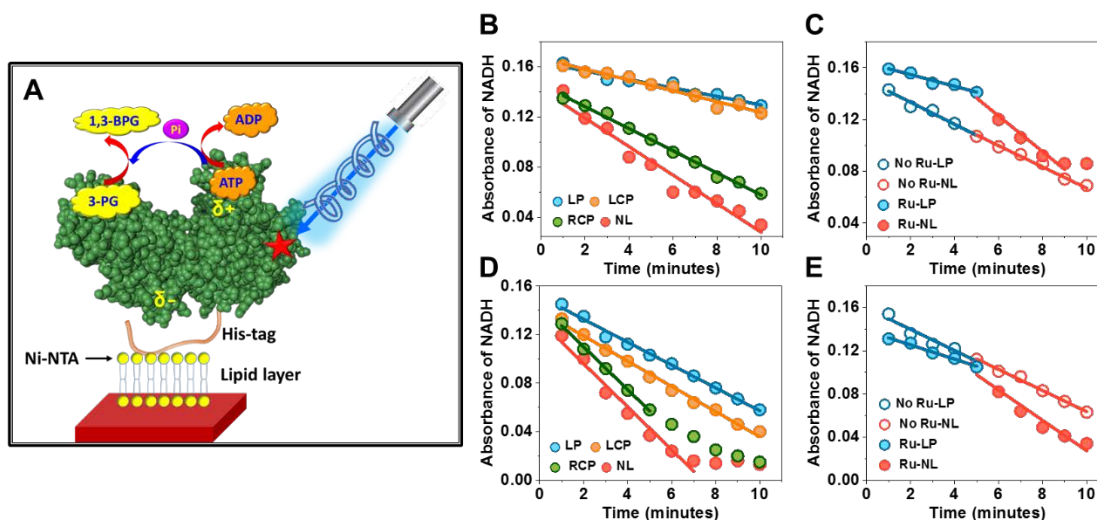 A
1,3-BPG
Pi
ADP
3-PG
ATP
δ+
δ-
His-tag
Ni-NTA
Lipid layer
B
Absorbance of NADH
0.16
0.12
0.08
0.04
LP LCP
RCP NL
0 2 4 6 8 10
Time (minutes)
C
Absorbance of NADH
0.16
0.12
0.08
0.04
No Ru-LP
No Ru-NL
Ru-LP
Ru-NL
0 2 4 6 8 10
Time (minutes)
D
Absorbance of NADH
0.16
0.12
0.08
0.04
0.00
LP LCP
RCP NL
0 2 4 6 8 10
Time (minutes)
E
Absorbance of NADH
0.16
0.12
0.08
0.04
0.00
No Ru-LP
No Ru-NL
Ru-LP
Ru-NL
0 2 4 6 8 10
Time (minutes)